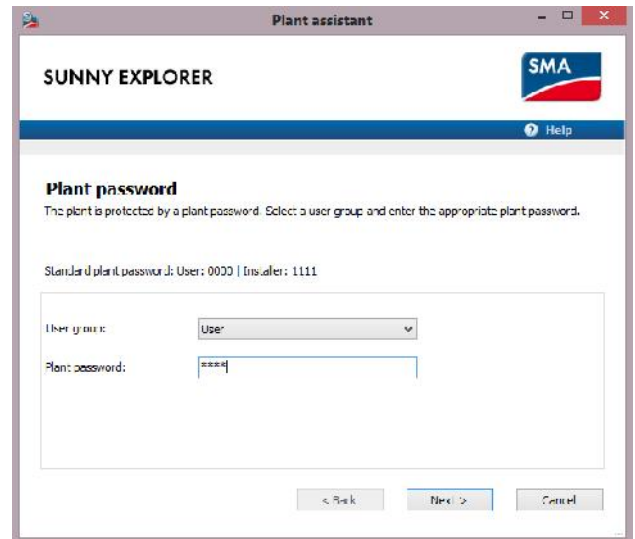 Plant assistant
SUNNY EXPLORER
SMA
? Help
Plant password
The plant is protected by a plant password. Select a user group and enter the appropriate plant password.
Standard plant password: User: 0000 | Installer: 1111
User group:
User
Plant password:
****
< Back
Next >
Cancel